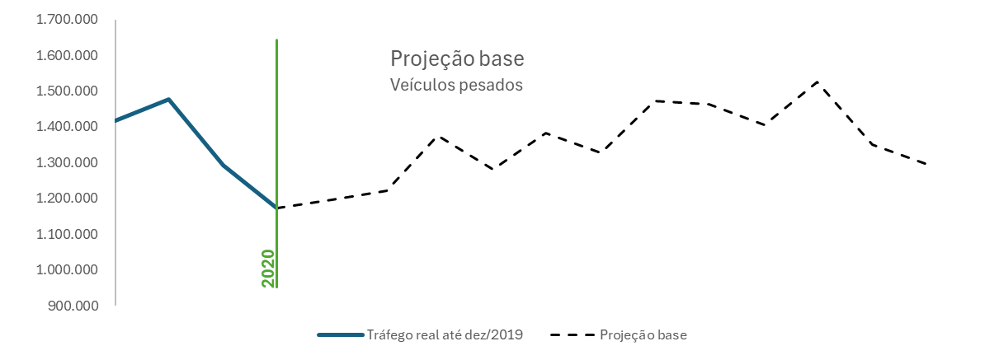 1.700.000
1.600.000
1.500.000
1.400.000
1.300.000
1.200.000
1.100.000
1.000.000
900.000
Projeção base
Veículos pesados
2020
Tráfego real até dez/2019
Projeção base